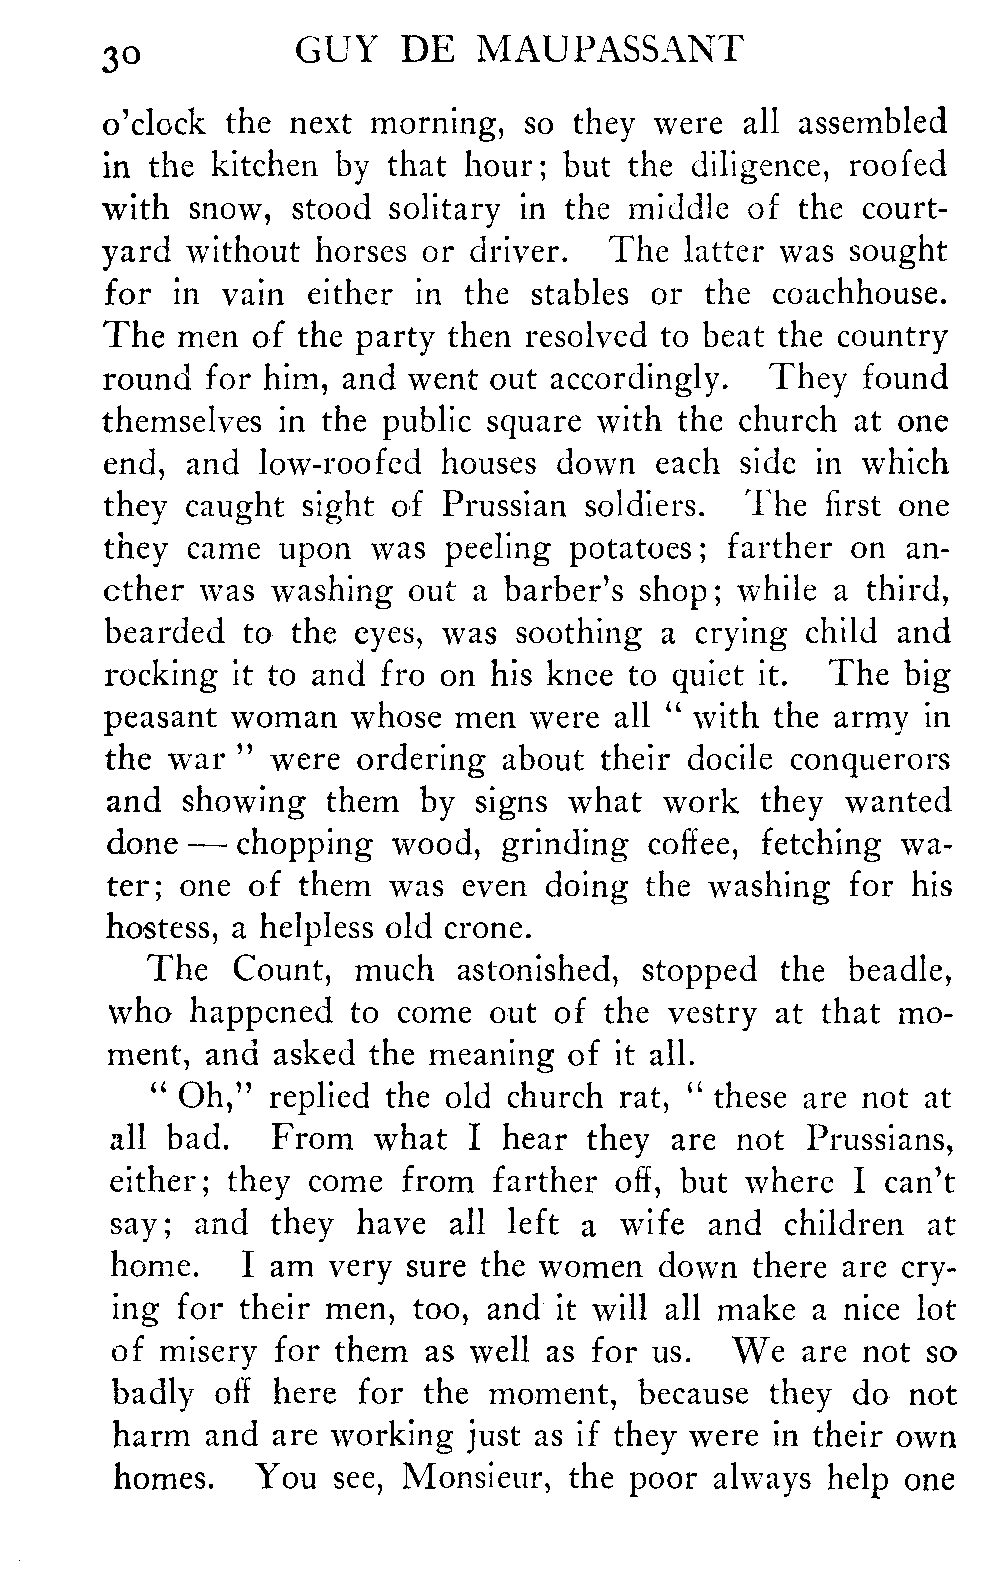 30 GUY DE MAUPASSANT
o'clock the next morning, so they were all assembled
in the kitchen by that hour; but the diligence, roofed
with snow, stood solitary in the middle of the court-
yard without horses or driver. The latter was sought
for in vain either in the stables or the coachhouse.
The men of the party then resolved to beat the country
round for him, and went out accordingly. They found
themselves in the public square with the church at one
end, and low-roofed houses down each side in which
they caught sight of Prussian soldiers. The first one
they came upon was peeling potatoes; farther on an-
other was washing out a barber's shop; while a third,
bearded to the eyes, was soothing a crying child and
rocking it to and fro on his knee to quiet it. The big
peasant woman whose men were all "with the army in
the war" were ordering about their docile conquerors
and showing them by signs what work they wanted
done — chopping wood, grinding coffee, fetching wa-
ter; one of them was even doing the washing for his
hostess, a helpless old crone.
The Count, much astonished, stopped the beadle,
who happened to come out of the vestry at that mo-
ment, and asked the meaning of it all.
"Oh," replied the old church rat, "these are not at
all bad. From what I hear they are not Prussians,
either; they come from farther off, but where I can't
say; and they have all left a wife and children at
home. I am very sure the women down there are cry-
ing for their men, too, and it will all make a nice lot
of misery for them as well as for us. We are not so
badly off here for the moment, because they do not
harm and are working just as if they were in their own
homes. You see, Monsieur, the poor always help one